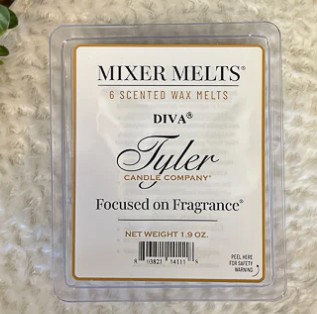 MIXER MELTS®
6 SCENTED WAX MELTS
DIVA®
Tyler
CANDLE COMPANY®
Focused on Fragrance®
NET WEIGHT 1.9 OZ.
PEEL HERE
FOR SAFETY
WARNING